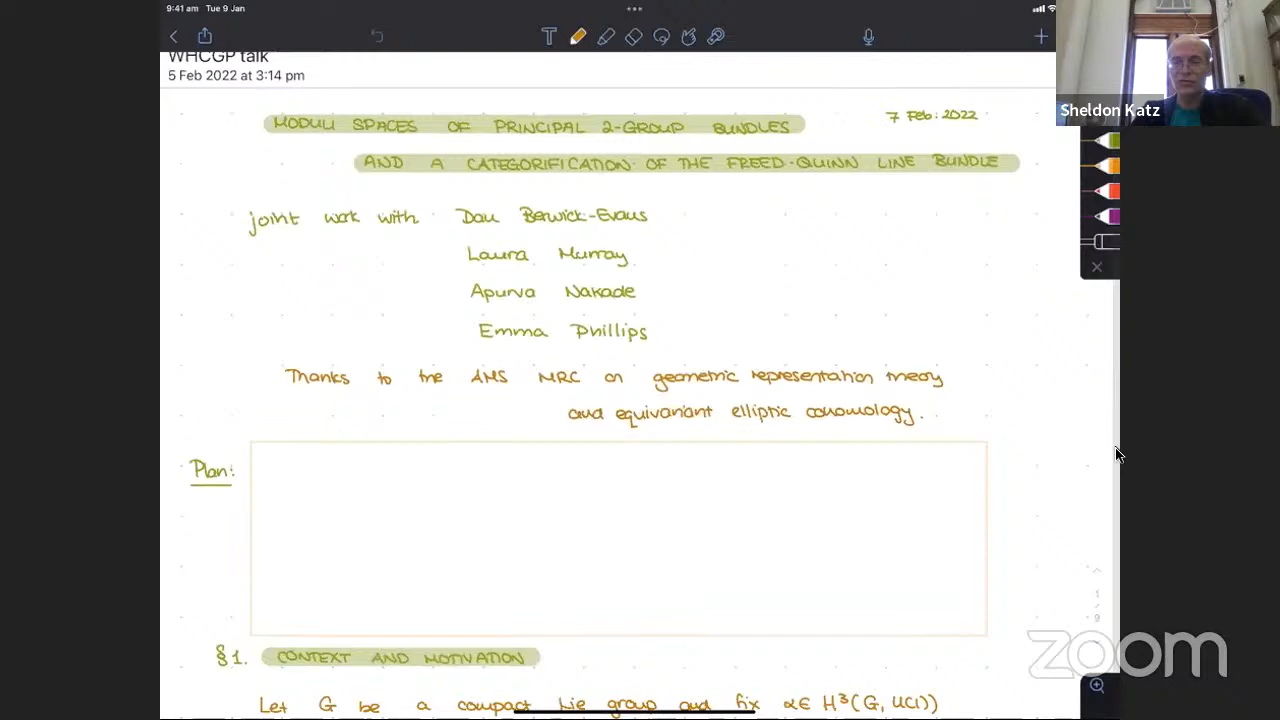 9:41 am Tue 9 Jan
WHCGP talk
5 Feb 2022 at 3:14 pm
Sheldon Katz
7 Feb. 2022
MODULI SPACES OF PRINCIPAL 2-GROUP BUNDLES
AND A CATEGORIFICATION OF THE FREED-QUINN LINE BUNDLE
joint work with Dan Berwick-Evans
Laura Murray
Apurva Nakade
Emma Phillips
Thanks to the AMS MRC on geometric representation theory
and equivariant elliptic cohomology.
Plan:
1
9
§1. CONTEXT AND MOTIVATION
Let G be a compact Lie group and fix α∈ H³(G, U(1))
zoom